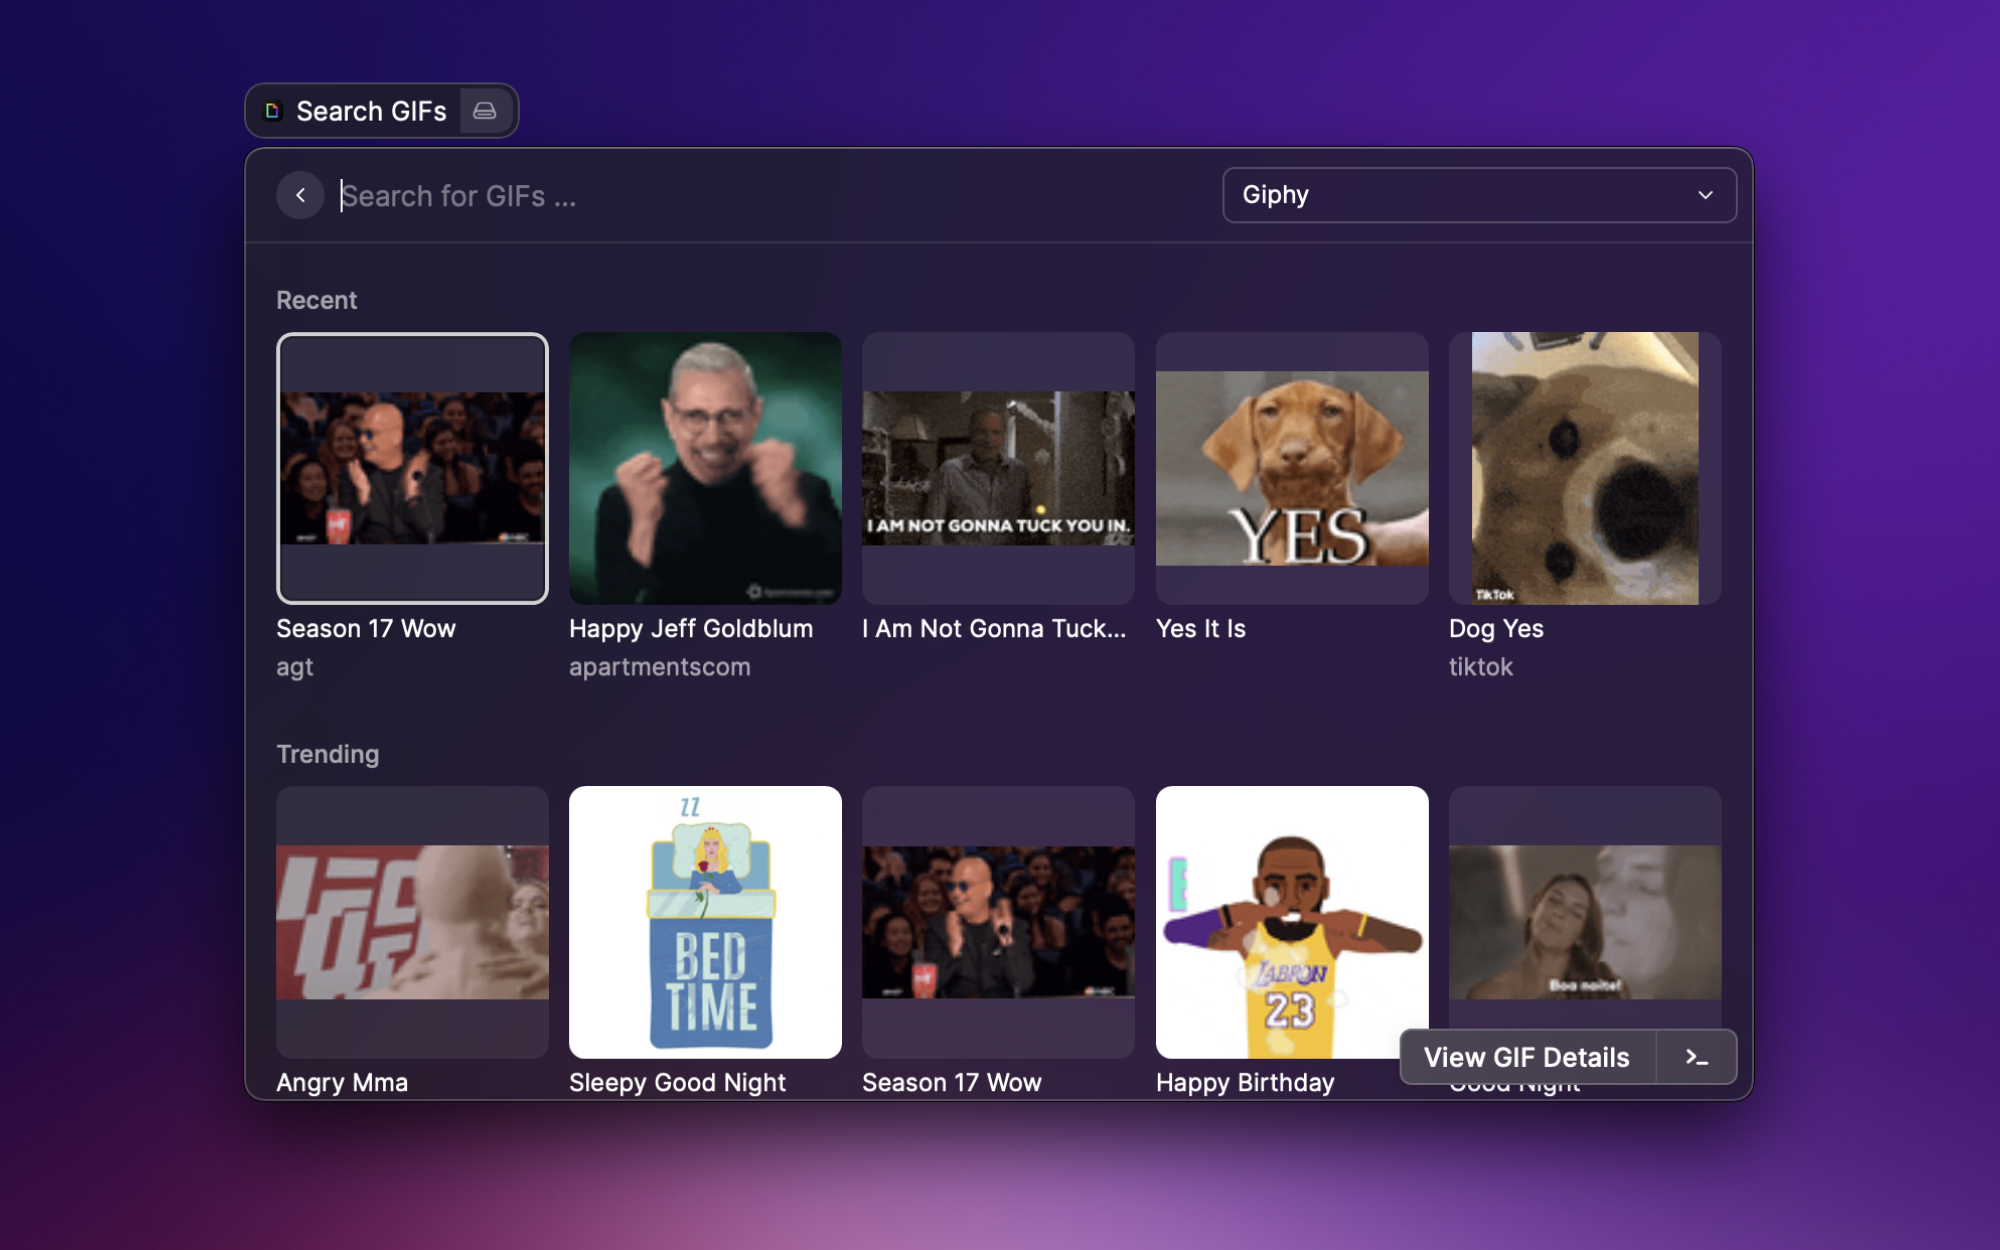 Search GIFs
Search for GIFs ...
Giphy
Recent
I AM NOT GONNA TUCK YOU IN.
YES
TikTok
Season 17 Wow
Happy Jeff Goldblum
I Am Not Gonna Tuck...
Yes It Is
Dog Yes
agt
apartmentscom
tiktok
Trending
ZZ
BED
TIME
LABRON
23
Boa noite!
View GIF Details
Angry Mma
Sleepy Good Night
Season 17 Wow
Happy Birthday
Good Night